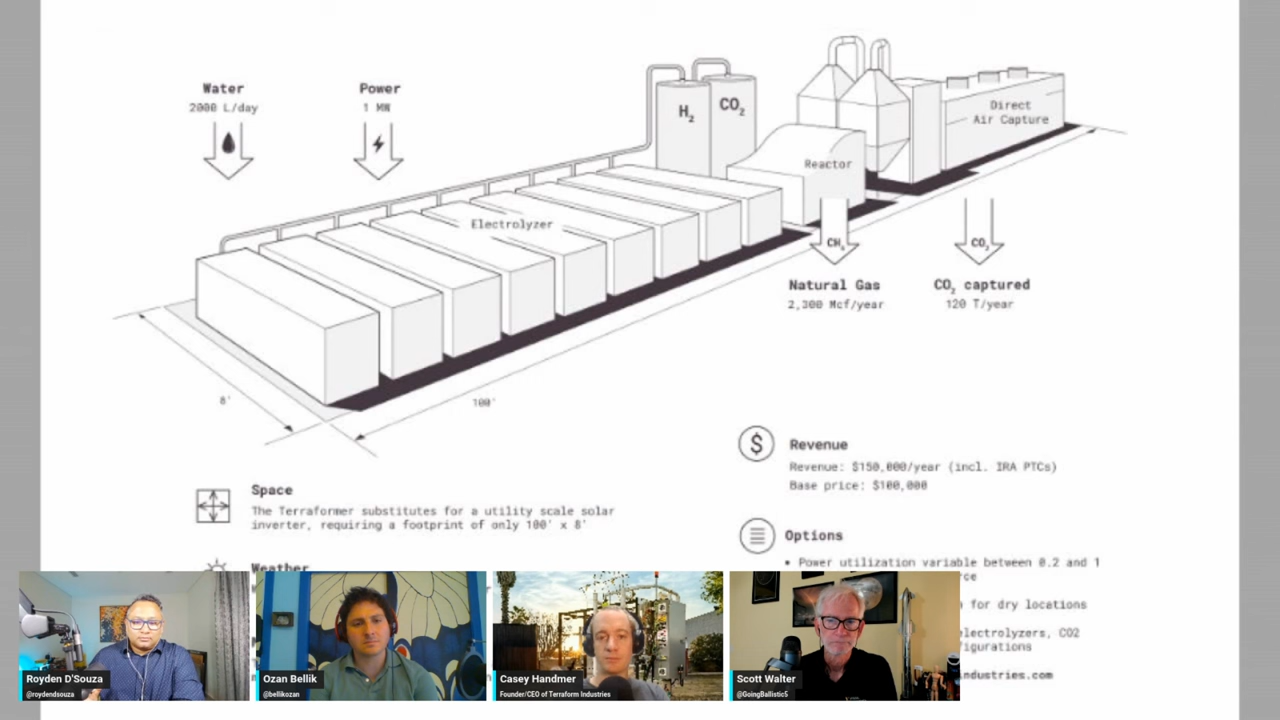 Water
2000 L/day
Power
1 MW
H2
CO2
Direct
Air Capture
Reactor
Electrolyzer
CH4
CO2
Natural Gas
2,300 Mcf/year
CO2 captured
120 T/year
8'
100'
Space
The Terraformer substitutes for a utility scale solar
inverter, requiring a footprint of only 100' x 8'
Weather
$
Revenue
Revenue: $150,000/year (incl. IRA PTCs)
Base price: $100,000
Options
• Power utilization variable between 0.2 and 1
for dry locations
electrolyzers, CO2
industries.com
Royden D'Souza
@roydendsouza
Ozan Bellik
@bellikozan
Casey Handmer
Founder/CEO of Terraform Industries
Scott Walter
@GoingBallistic5